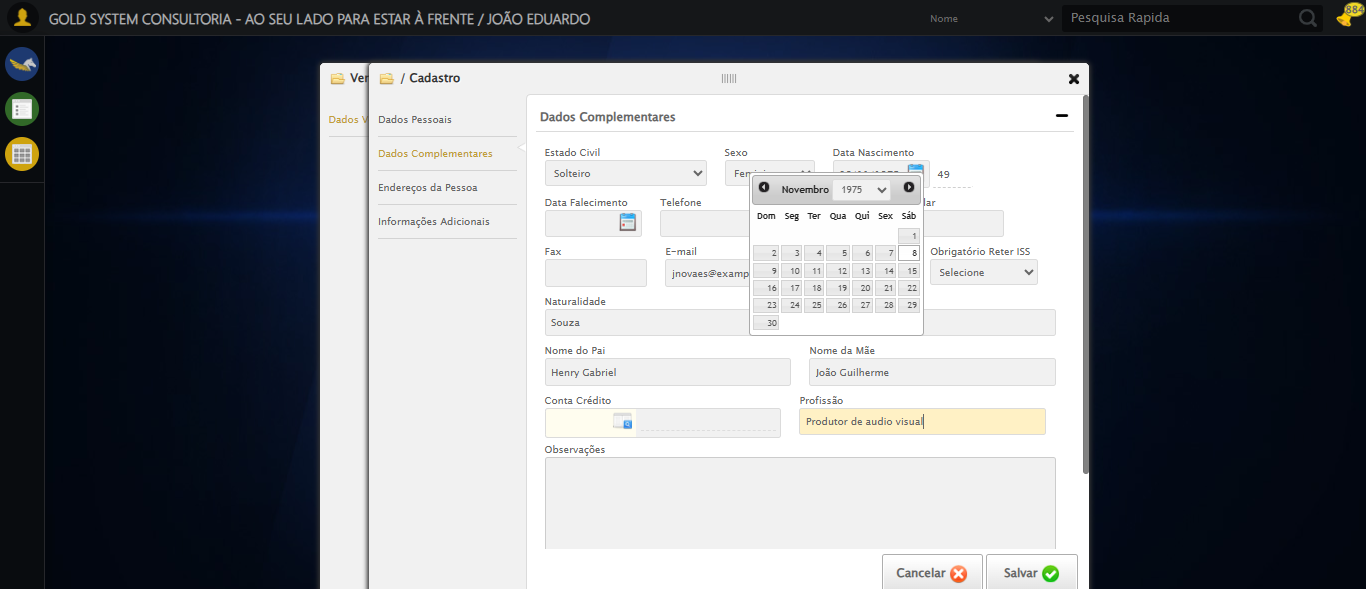 GOLD SYSTEM CONSULTORIA - AO SEU LADO PARA ESTAR À FRENTE / JOÃO EDUARDO
Nome
Pesquisa Rapida
884
/ Cadastro
Dados Pessoais
Dados Complementares
Endereços da Pessoa
Informações Adicionais
Dados Complementares
Estado Civil Sexo Data Nascimento
Solteiro 49
Data Falecimento Telefone
Novembro 1975
Dom Seg Ter Qua Qui Sex Sáb
1
2 3 4 5 6 7 8
9 10 11 12 13 14 15
16 17 18 19 20 21 22
23 24 25 26 27 28 29
30
Fax E-mail Obrigatório Reter ISS
jnovaes@examp Selecione
Naturalidade
Souza
Nome do Pai Nome da Mãe
Henry Gabriel João Guilherme
Conta Crédito Profissão
Produtor de audio visual
Observações
Cancelar Salvar